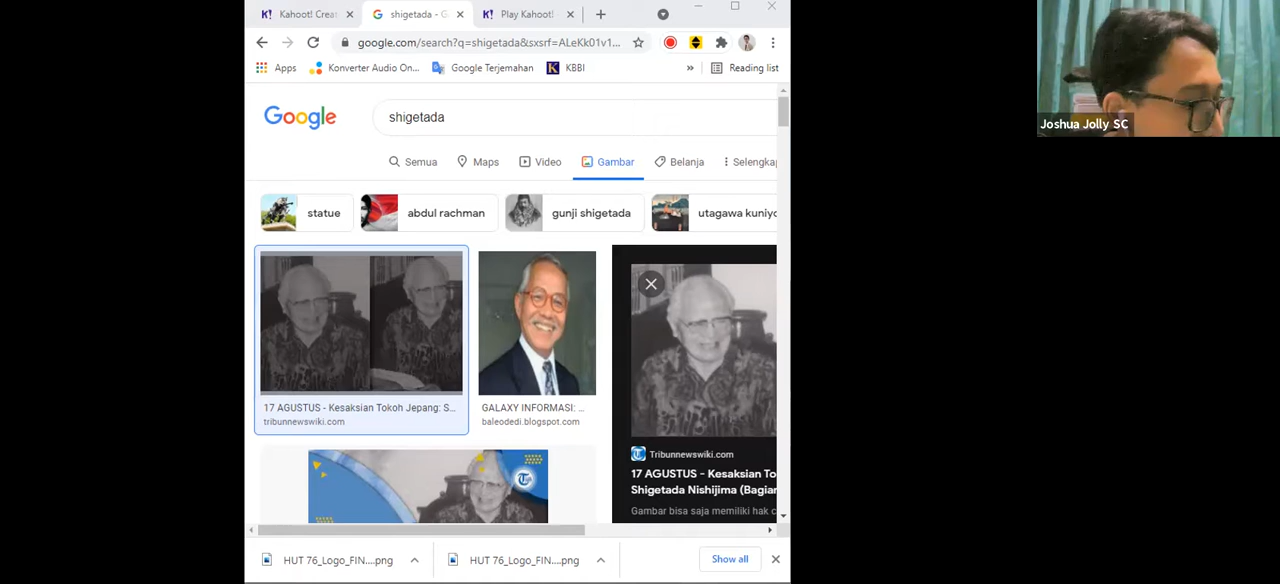 Kahoot! Crea
shigetada - G
Play Kahoot!
google.com/search?q=shigetada&sxsrf=ALeKk01v1...
Apps
Konverter Audio On...
Google Terjemahan
KBBI
»
Reading list
Google
shigetada
Semua
Maps
Video
Gambar
Belanja
Selengkap
statue
abdul rachman
gunji shigetada
utagawa kuniyo
17 AGUSTUS - Kesaksian Tokoh Jepang: S...
tribunnewswiki.com
GALAXY INFORMASI: ...
baleodedi.blogspot.com
Tribunnewswiki.com
17 AGUSTUS - Kesaksian To
Shigetada Nishijima (Bagian
Gambar bisa saja memiliki hak c
HUT 76_Logo_FIN....png
HUT 76_Logo_FIN....png
Show all
Joshua Jolly SC